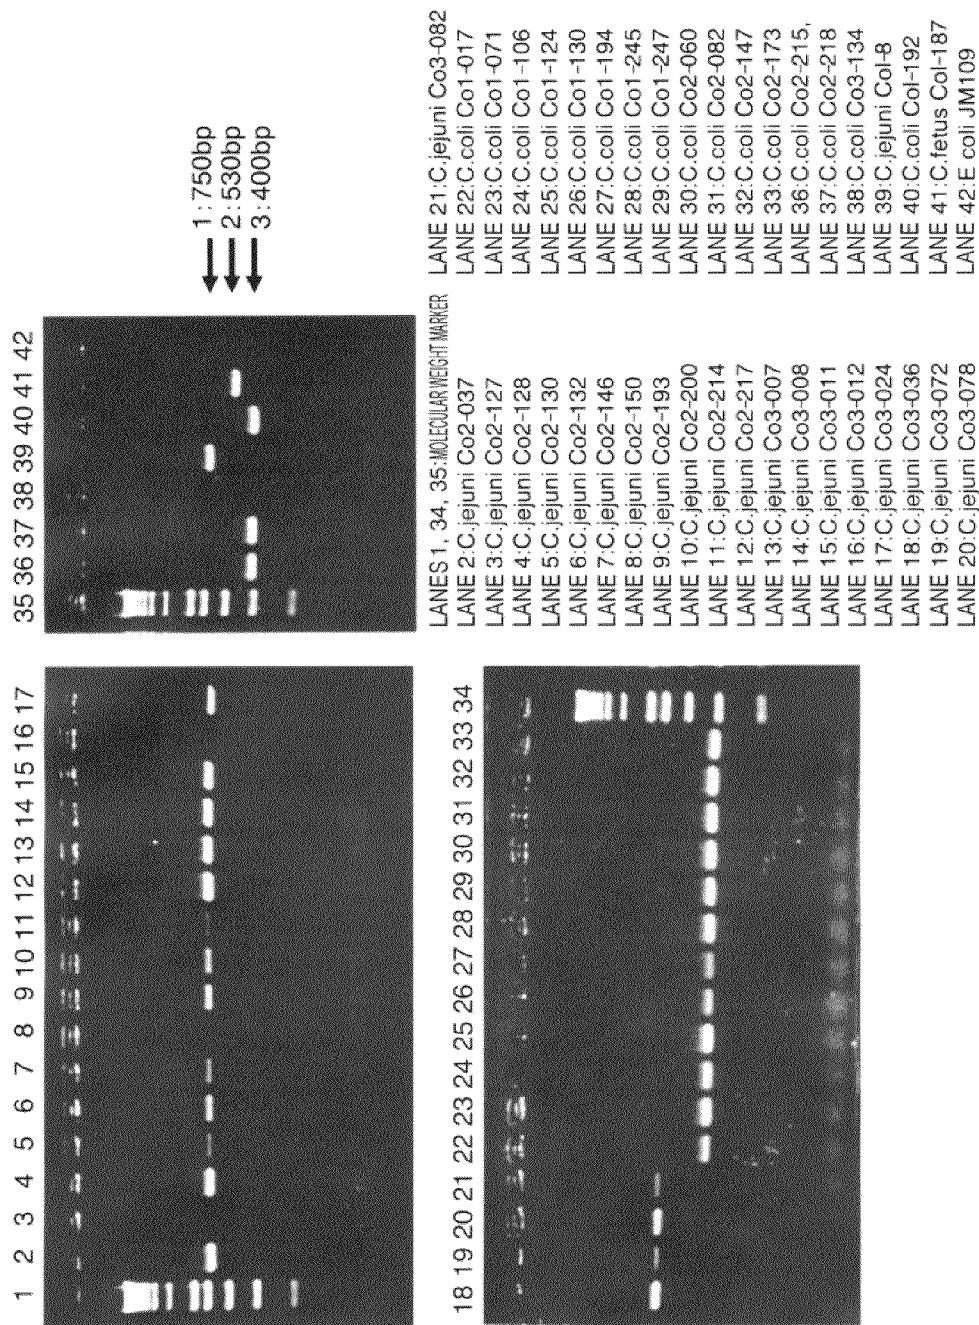 1 2 3 4 5 6 7 8 9 10 11 12 13 14 15 16 17
35 36 37 38 39 40 41 42
1:750bp
2:530bp
3:400bp
18 19 20 21 22 23 24 25 26 27 28 29 30 31 32 33 34
LANES 1, 34, 35:MOLECULAR WEIGHT MARKER
LANE 2:C.jejuni Co2-037
LANE 3:C.jejuni Co2-127
LANE 4:C.jejuni Co2-128
LANE 5:C.jejuni Co2-130
LANE 6:C.jejuni Co2-132
LANE 7:C.jejuni Co2-146
LANE 8:C.jejuni Co2-150
LANE 9:C.jejuni Co2-193
LANE 10:C.jejuni Co2-200
LANE 11:C.jejuni Co2-214
LANE 12:C.jejuni Co2-217
LANE 13:C.jejuni Co3-007
LANE 14:C.jejuni Co3-008
LANE 15:C.jejuni Co3-011
LANE 16:C.jejuni Co3-012
LANE 17:C.jejuni Co3-024
LANE 18:C.jejuni Co3-036
LANE 19:C.jejuni Co3-072
LANE 20:C.jejuni Co3-078
LANE 21:C.jejuni Co3-082
LANE 22:C.coli Co1-017
LANE 23:C.coli Co1-071
LANE 24:C.coli Co1-106
LANE 25:C.coli Co1-124
LANE 26:C.coli Co1-130
LANE 27:C.coli Co1-194
LANE 28:C.coli Co1-245
LANE 29:C.coli Co1-247
LANE 30:C.coli Co2-060
LANE 31:C.coli Co2-082
LANE 32:C.coli Co2-147
LANE 33:C.coli Co2-173
LANE 36:C.coli Co2-215,
LANE 37:C.coli Co2-218
LANE 38:C.coli Co3-134
LANE 39:C.jejuni Col-8
LANE 40:C.coli Col-192
LANE 41:C.fetus Col-187
LANE 42:E coli JM109